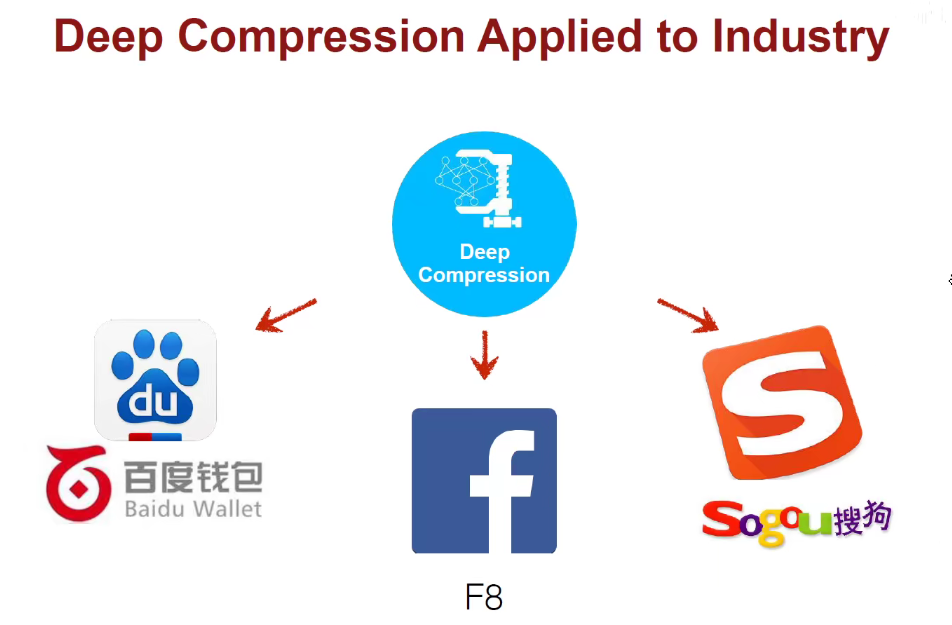 Deep Compression Applied to Industry
Deep
Compression
du
百度钱包
Baidu Wallet
f
F8
S
Sogou搜狗